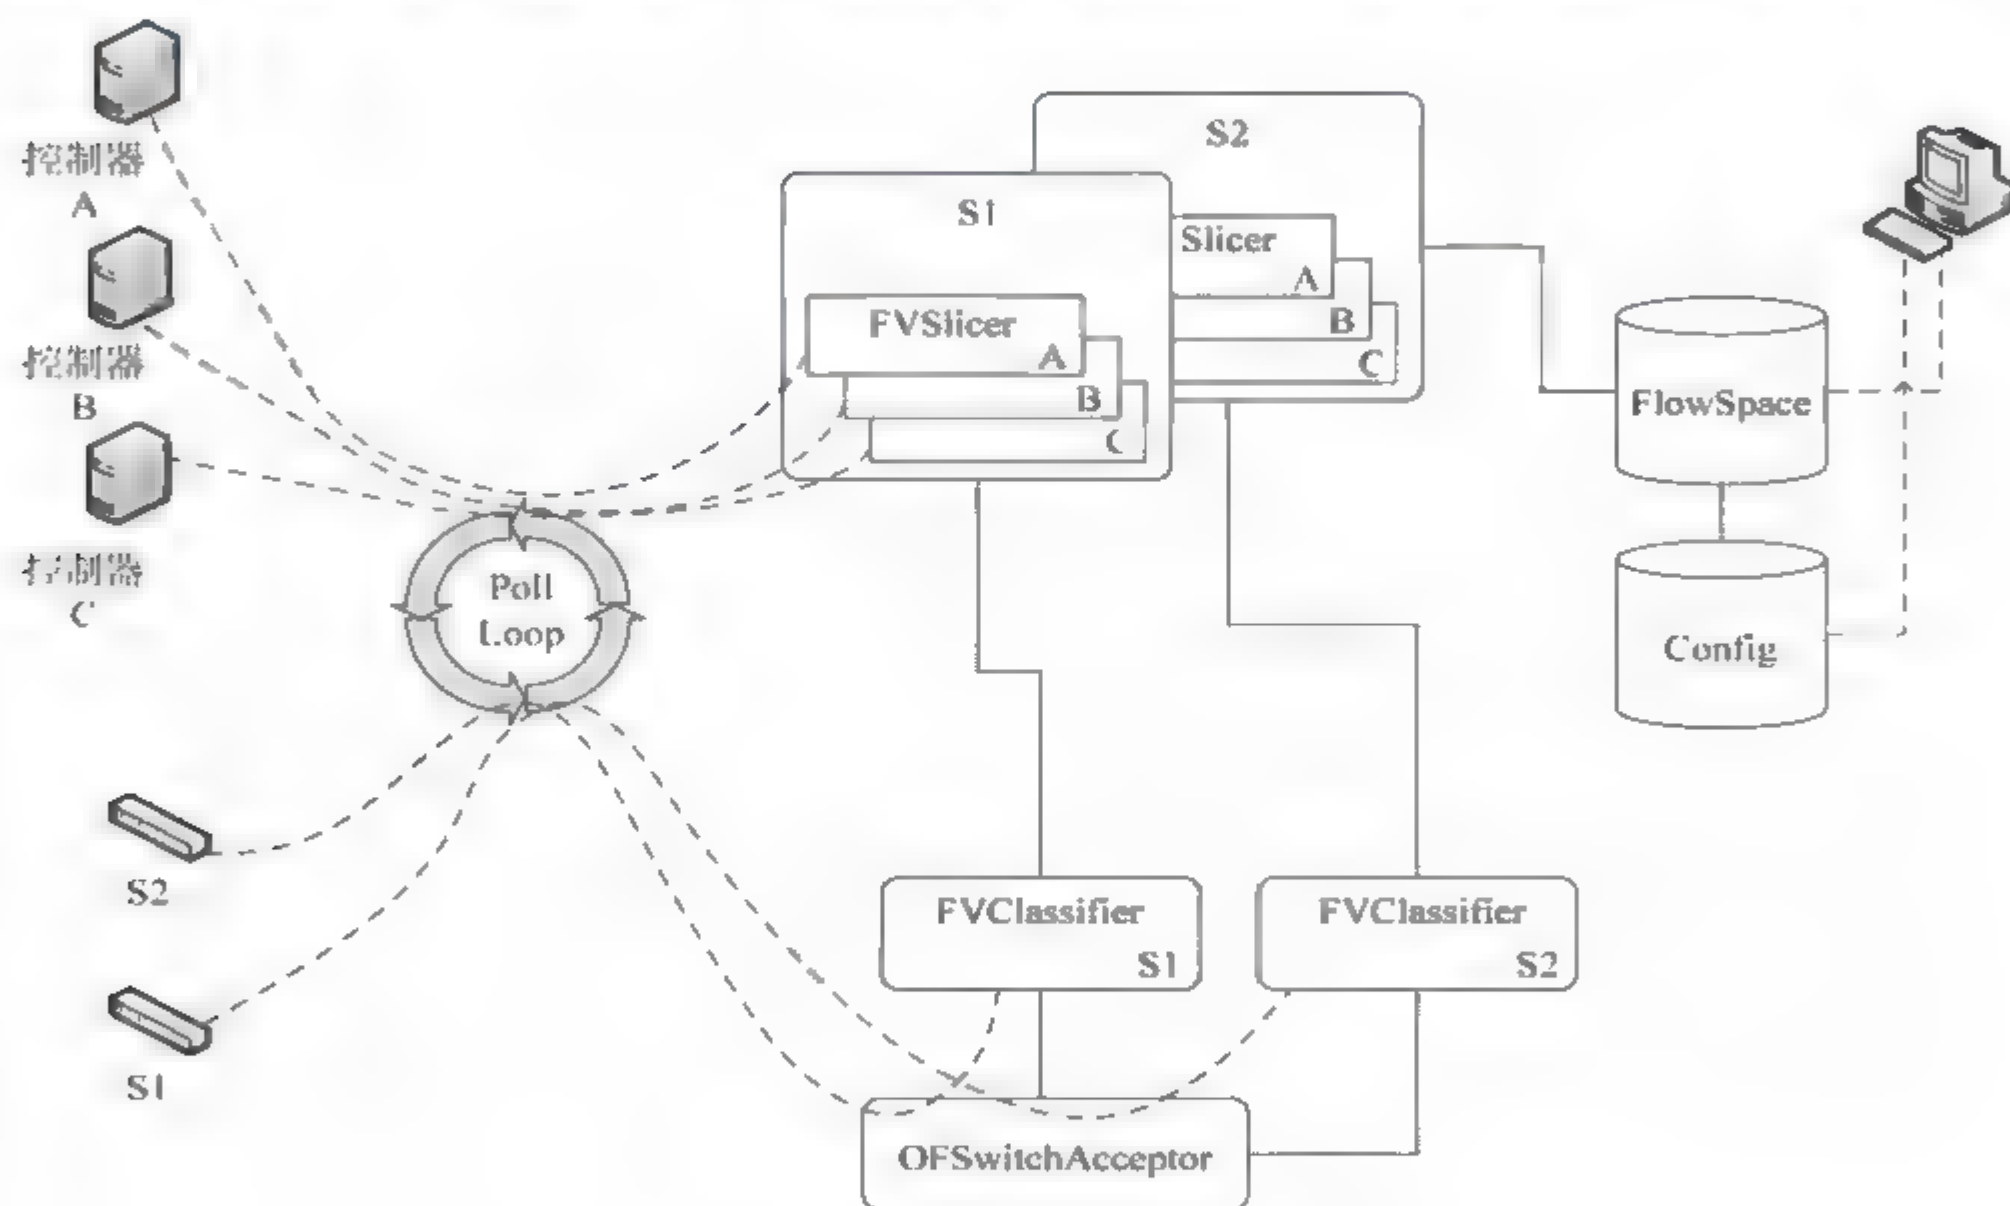 控制器
A
控制器
B
控制器
C
S2
S1
Poll
Loop
S2
Slicer
A
B
C
S1
FVSlicer
A
B
C
FlowSpace
Config
FVClassifier
S1
FVClassifier
S2
OFSwitchAcceptor